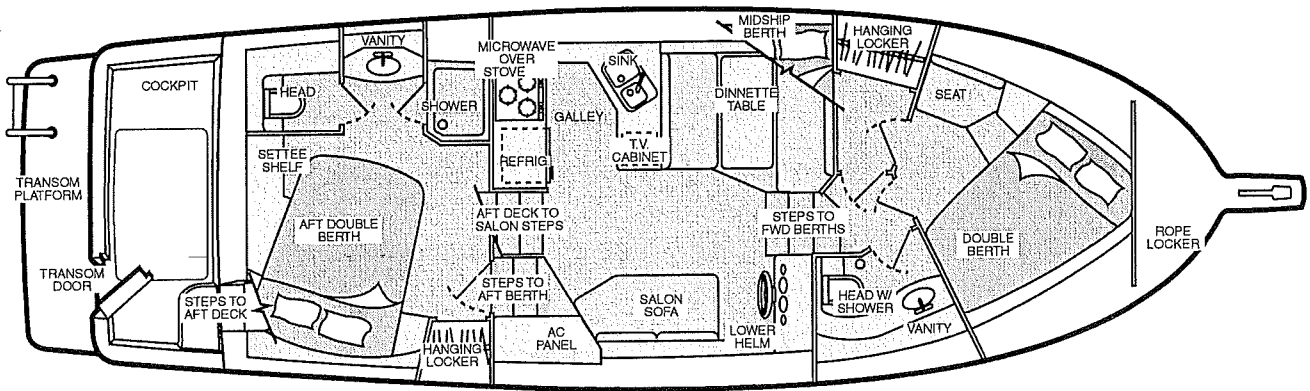 COCKPIT
TRANSOM
PLATFORM
TRANSOM
DOOR
STEPS TO
AFT DECK
VANITY
HEAD
SHOWER
SETTEE
SHELF
AFT DOUBLE
BERTH
HANGING
LOCKER
MICROWAVE
OVER
STOVE
REFRIG
GALLEY
SINK
T.V.
CABINET
DINNETTE
TABLE
AFT DECK TO
SALON STEPS
STEPS TO
AFT BERTH
AC
PANEL
SALON
SOFA
LOWER
HELM
STEPS TO
FWD BERTHS
MIDSHIP
BERTH
HANGING
LOCKER
SEAT
HEAD W/
SHOWER
VANITY
DOUBLE
BERTH
ROPE
LOCKER